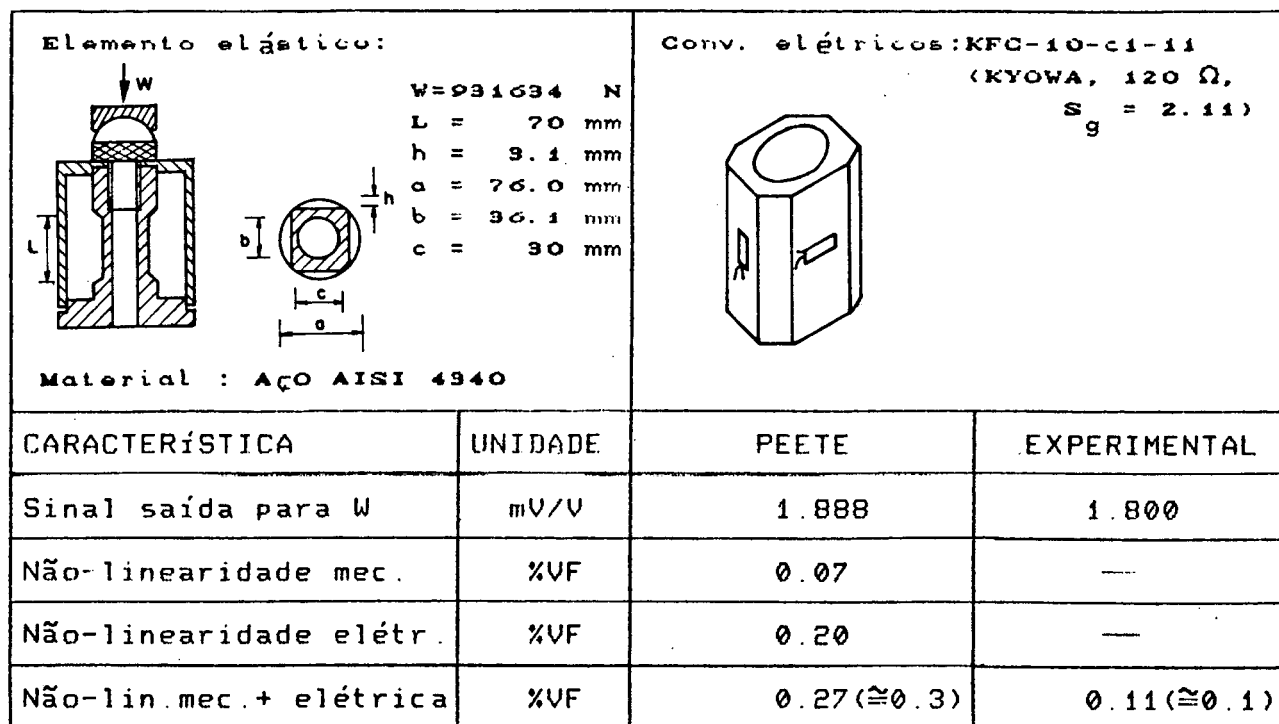 Elemento elástico:
W
W=931634 N
L = 70 mm
h = 3.1 mm
a = 76.0 mm
b = 36.1 mm
c = 30 mm
L
b
h
c
a
Material : AÇO AISI 4340
Conv. elétricos:KFC-10-c1-11
(KYOWA, 120 Ω,
Sg = 2.11)
CARACTERíSTICA UNIDADE PEETE EXPERIMENTAL
Sinal saída para W mV/V 1.888 1.800
Não-linearidade mec. %VF 0.07 —
Não-linearidade elétr. %VF 0.20 —
Não-lin.mec.+ elétrica %VF 0.27(≅0.3) 0.11(≅0.1)